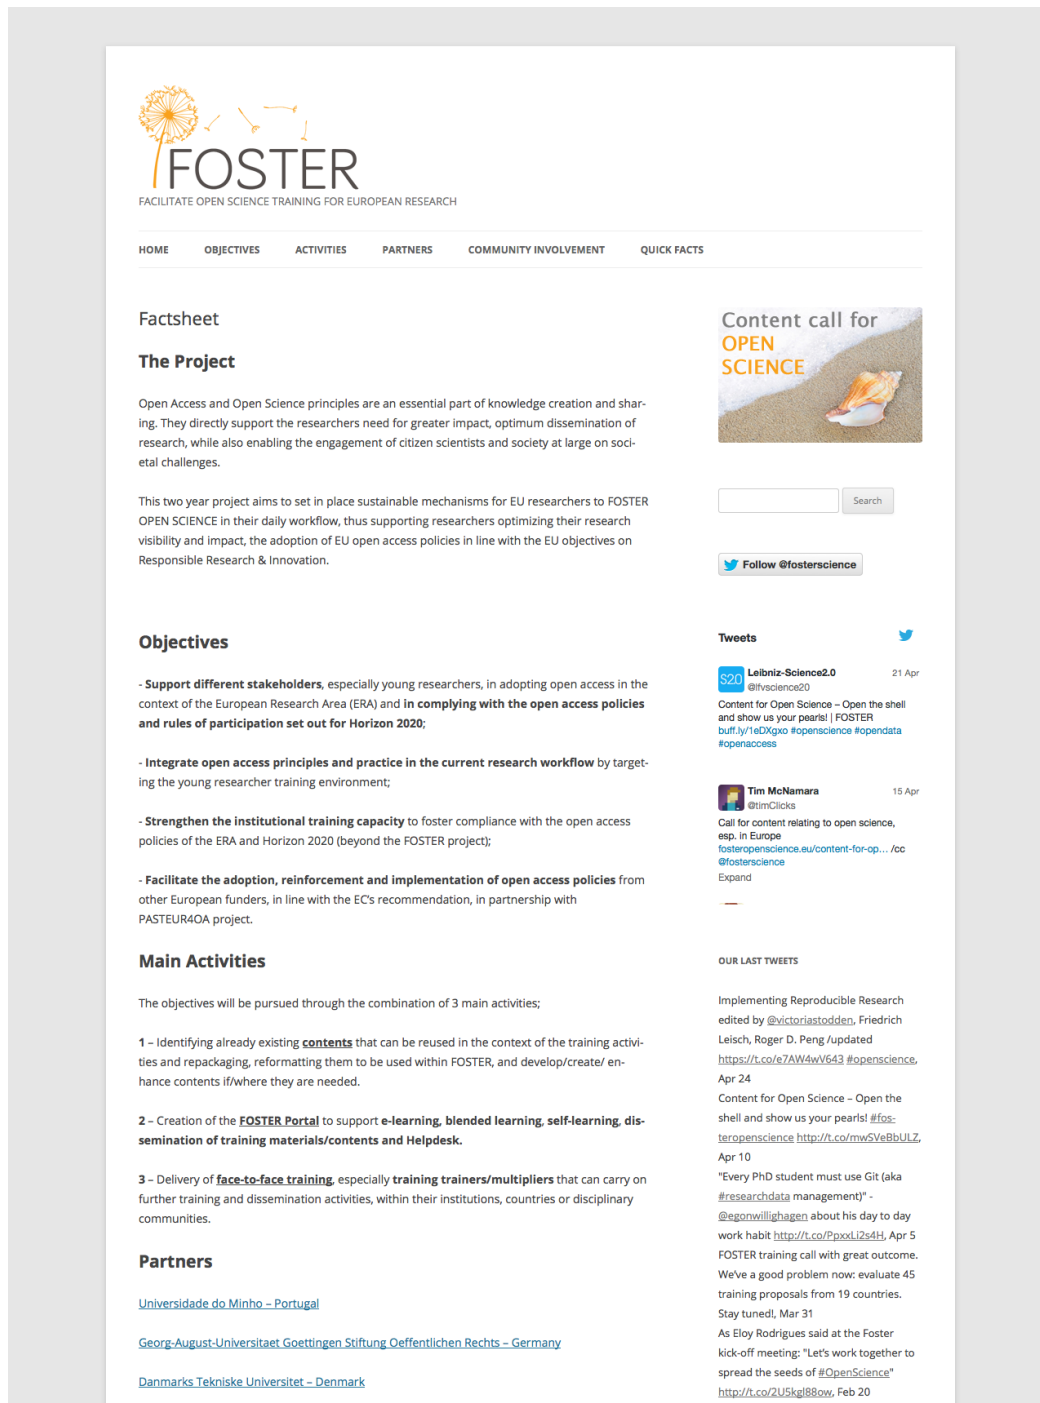 FOSTER
FACILITATE OPEN SCIENCE TRAINING FOR EUROPEAN RESEARCH
HOME OBJECTIVES ACTIVITIES PARTNERS COMMUNITY INVOLVEMENT QUICK FACTS
Factsheet
The Project
Open Access and Open Science principles are an essential part of knowledge creation and shar-
ing. They directly support the researchers need for greater impact, optimum dissemination of
research, while also enabling the engagement of citizen scientists and society at large on soci-
etal challenges.
This two year project aims to set in place sustainable mechanisms for EU researchers to FOSTER
OPEN SCIENCE in their daily workflow, thus supporting researchers optimizing their research
visibility and impact, the adoption of EU open access policies in line with the EU objectives on
Responsible Research & Innovation.
Objectives
- Support different stakeholders, especially young researchers, in adopting open access in the
context of the European Research Area (ERA) and in complying with the open access policies
and rules of participation set out for Horizon 2020;
- Integrate open access principles and practice in the current research workflow by target-
ing the young researcher training environment;
- Strengthen the institutional training capacity to foster compliance with the open access
policies of the ERA and Horizon 2020 (beyond the FOSTER project);
- Facilitate the adoption, reinforcement and implementation of open access policies from
other European funders, in line with the EC's recommendation, in partnership with
PASTEUR4OA project.
Main Activities
The objectives will be pursued through the combination of 3 main activities;
1 – Identifying already existing contents that can be reused in the context of the training activi-
ties and repackaging, reformatting them to be used within FOSTER, and develop/create/ en-
hance contents if/where they are needed.
2 – Creation of the FOSTER Portal to support e-learning, blended learning, self-learning, dis-
semination of training materials/contents and Helpdesk.
3 – Delivery of face-to-face training, especially training trainers/multipliers that can carry on
further training and dissemination activities, within their institutions, countries or disciplinary
communities.
Partners
Universidade do Minho – Portugal
Georg-August-Universitaet Goettingen Stiftung Oeffentlichen Rechts – Germany
Danmarks Tekniske Universitet – Denmark
Content call for
OPEN
SCIENCE
Search
Follow @fosterscience
Tweets
S2.0
Leibniz-Science2.0 21 Apr
@lfvscience20
Content for Open Science – Open the shell
and show us your pearls! | FOSTER
buff.ly/1eDXgxo #openscience #opendata
#openaccess
Tim McNamara 15 Apr
@timClicks
Call for content relating to open science,
esp. in Europe
fosteropenscience.eu/content-for-op... /cc
@fosterscience
Expand
OUR LAST TWEETS
Implementing Reproducible Research
edited by @victoriastodden, Friedrich
Leisch, Roger D. Peng /updated
https://t.co/e7AW4wV643 #openscience,
Apr 24
Content for Open Science – Open the
shell and show us your pearls! #fos-
teropenscience http://t.co/mwSVeBbULZ,
Apr 10
"Every PhD student must use Git (aka
#researchdata management)" -
@egonwillighagen about his day to day
work habit http://t.co/PpxxLi2s4H, Apr 5
FOSTER training call with great outcome.
We've a good problem now: evaluate 45
training proposals from 19 countries.
Stay tuned!, Mar 31
As Eloy Rodrigues said at the Foster
kick-off meeting: "Let's work together to
spread the seeds of #OpenScience"
http://t.co/2U5kgl88ow, Feb 20